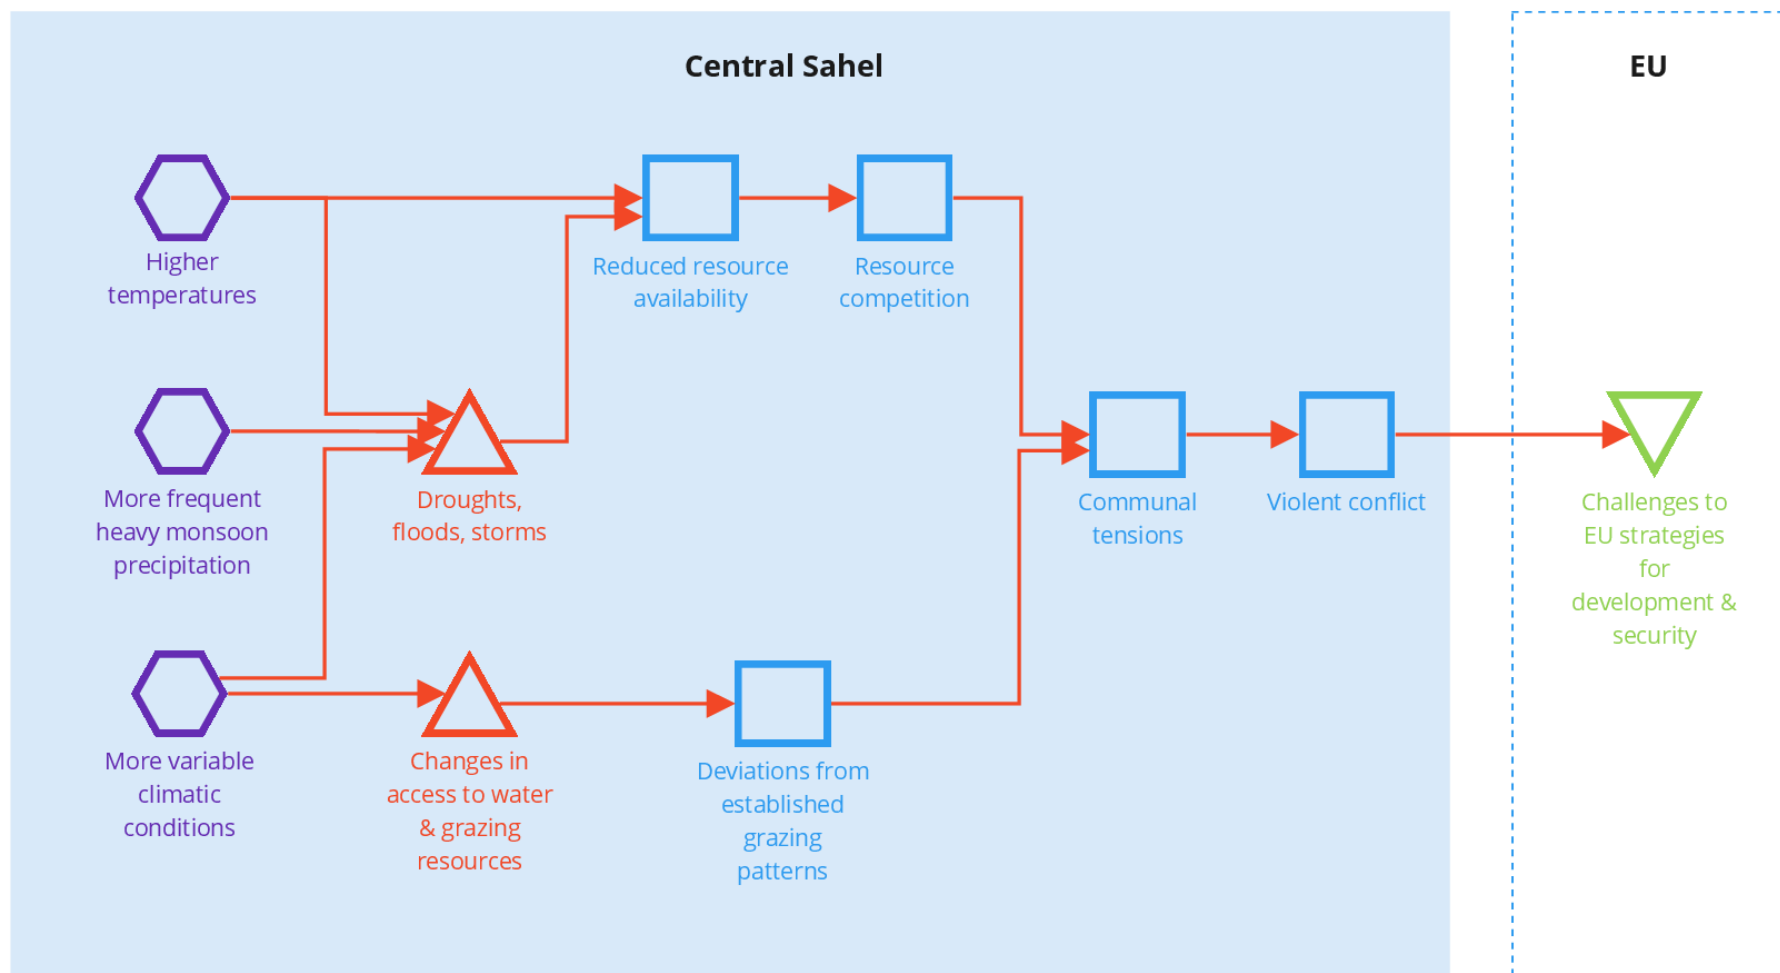 Central Sahel
EU
Higher
temperatures
Reduced resource
availability
Resource
competition
More frequent
heavy monsoon
precipitation
Droughts,
floods, storms
Communal
tensions
Violent conflict
Challenges to
EU strategies
for
development &
security
More variable
climatic
conditions
Changes in
access to water
& grazing
resources
Deviations from
established
grazing
patterns